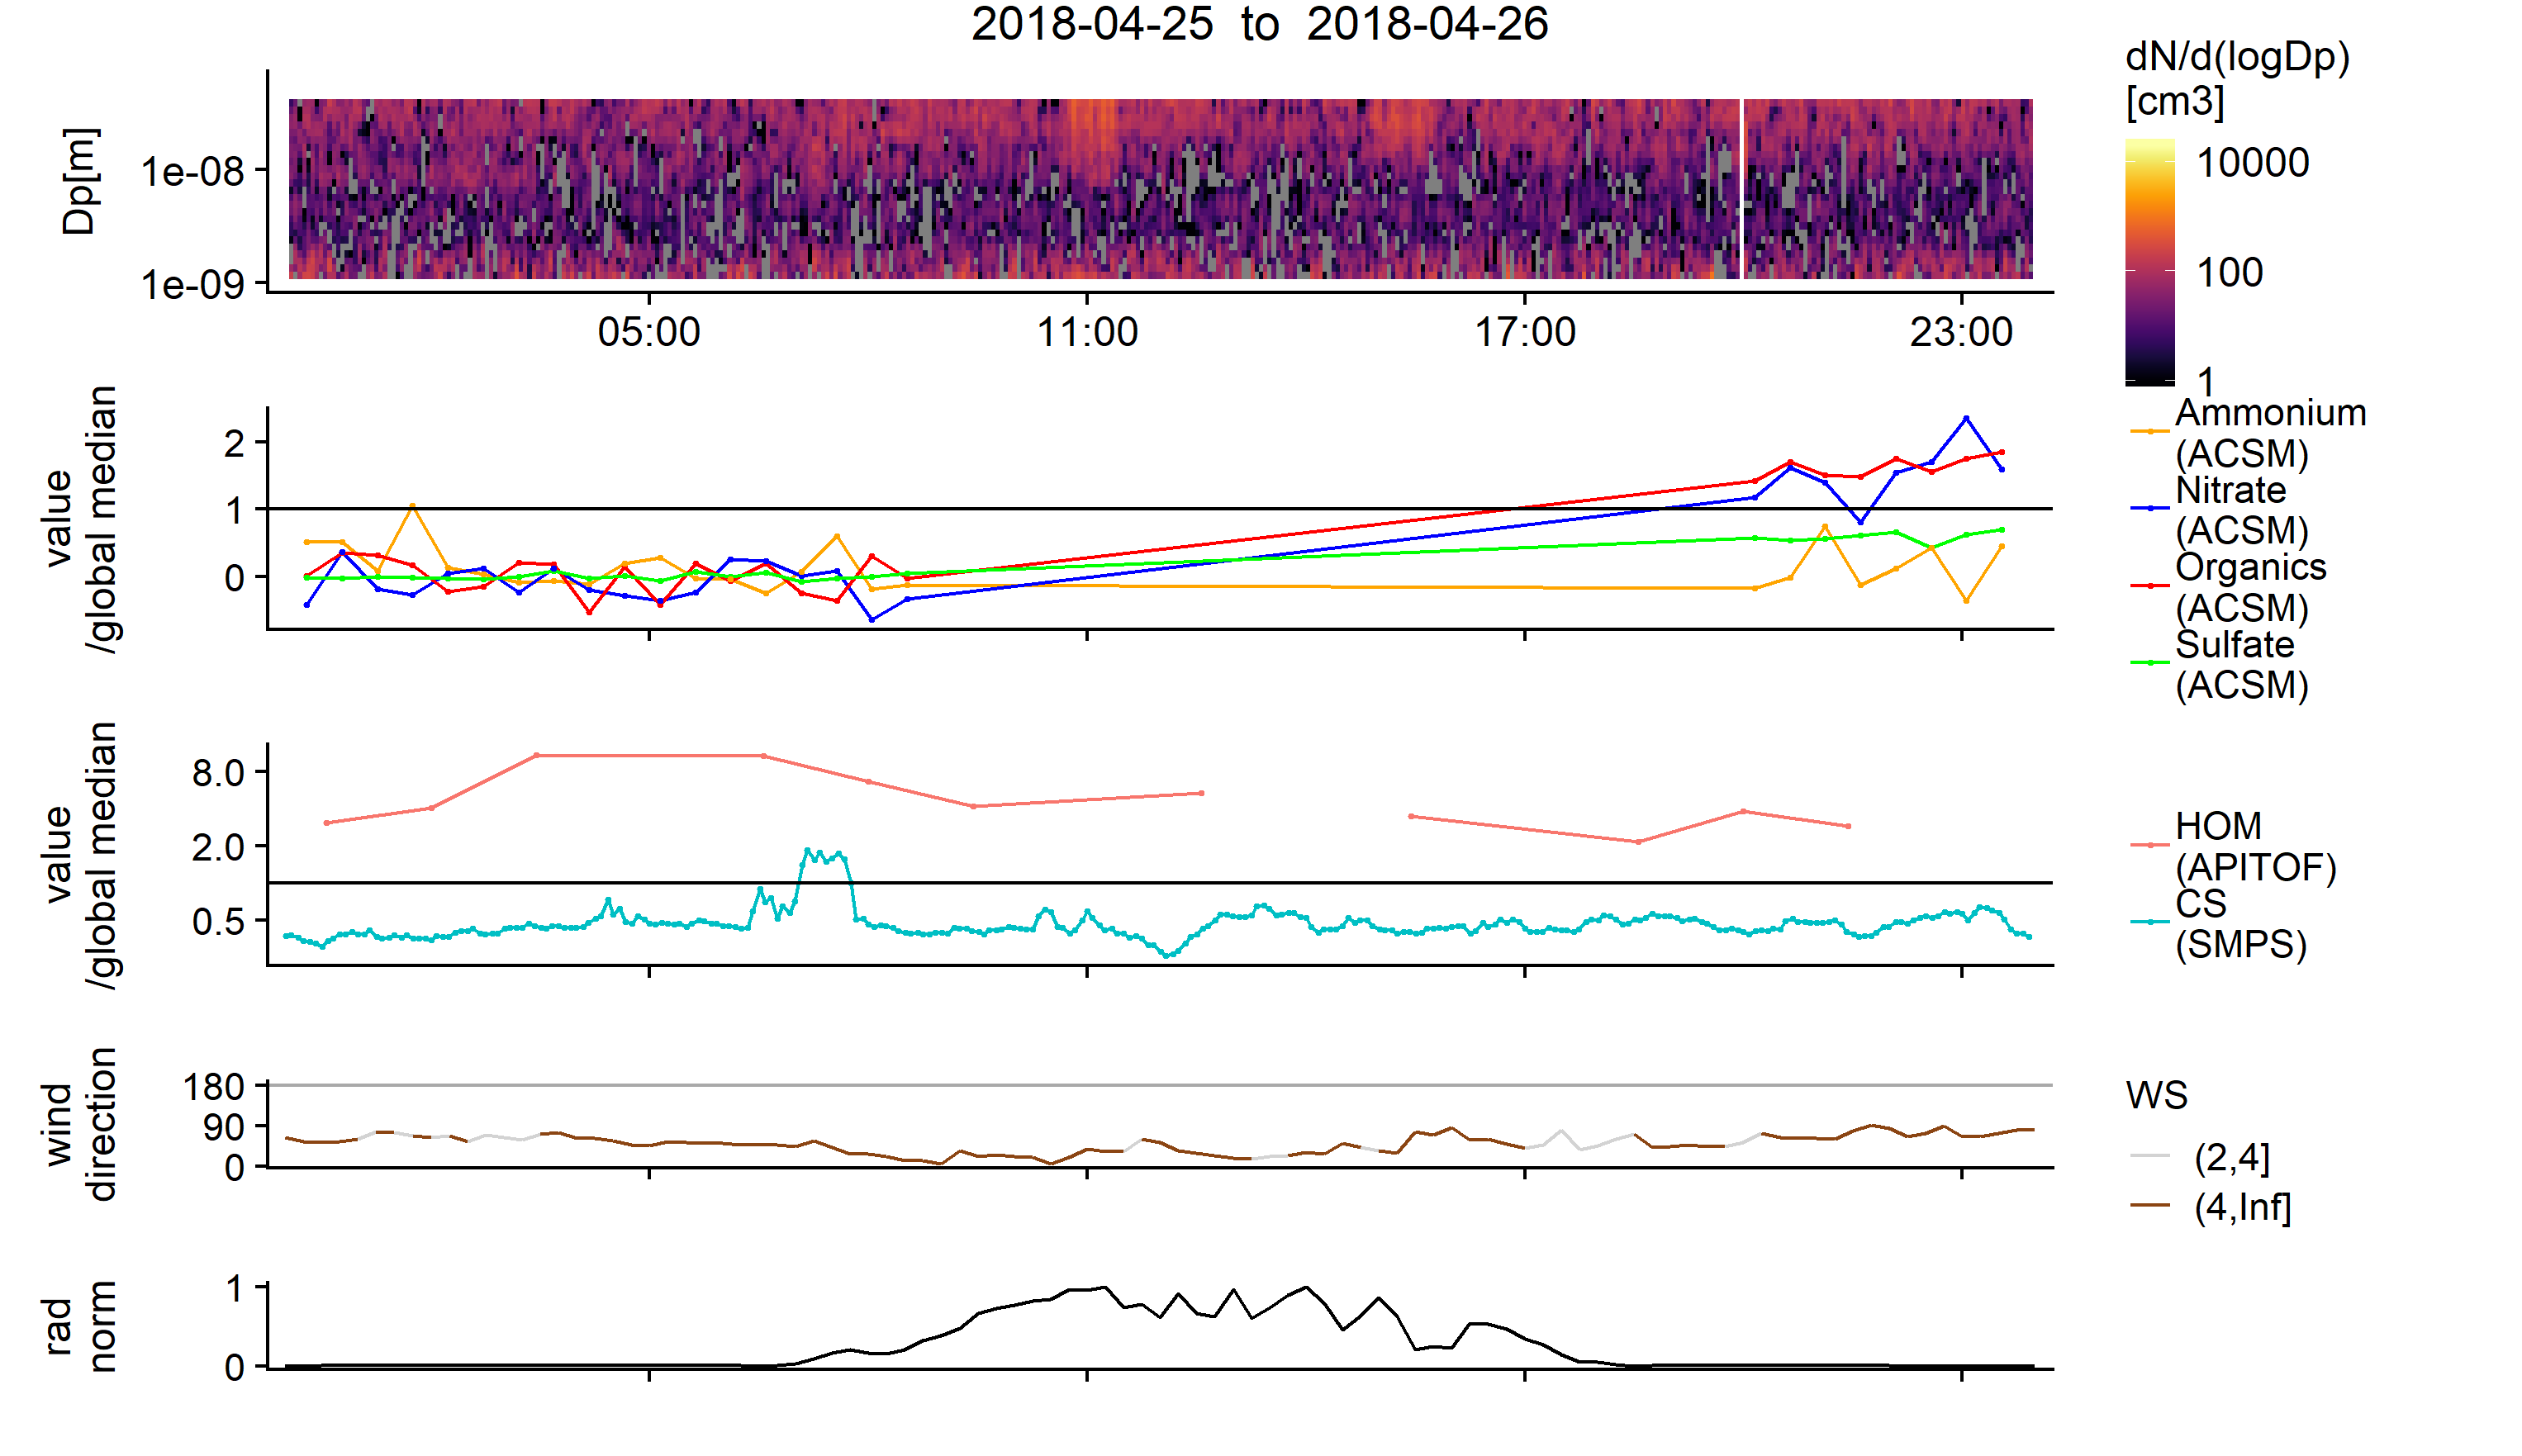 2018-04-25 to 2018-04-26
Dp[m]
1e-08
1e-09
05:00
11:00
17:00
23:00
dN/d(logDp)
[cm3]
10000
100
1
value
/global median
2
1
0
Ammonium
(ACSM)
Nitrate
(ACSM)
Organics
(ACSM)
Sulfate
(ACSM)
value
/global median
8.0
2.0
0.5
HOM
(APITOF)
CS
(SMPS)
wind
direction
180
90
0
WS
(2,4]
(4,Inf]
rad
norm
1
0